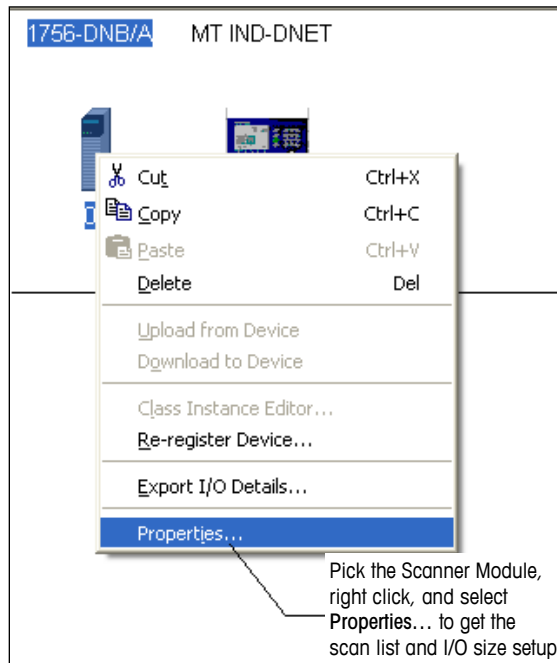 1756-DNB/A MT IND-DNET
Cut Ctrl+X
Copy Ctrl+C
Paste Ctrl+V
Delete Del
Upload from Device
Download to Device
Class Instance Editor...
Re-register Device...
Export I/O Details...
Properties...
Pick the Scanner Module,
right click, and select
Properties... to get the
scan list and I/O size setup